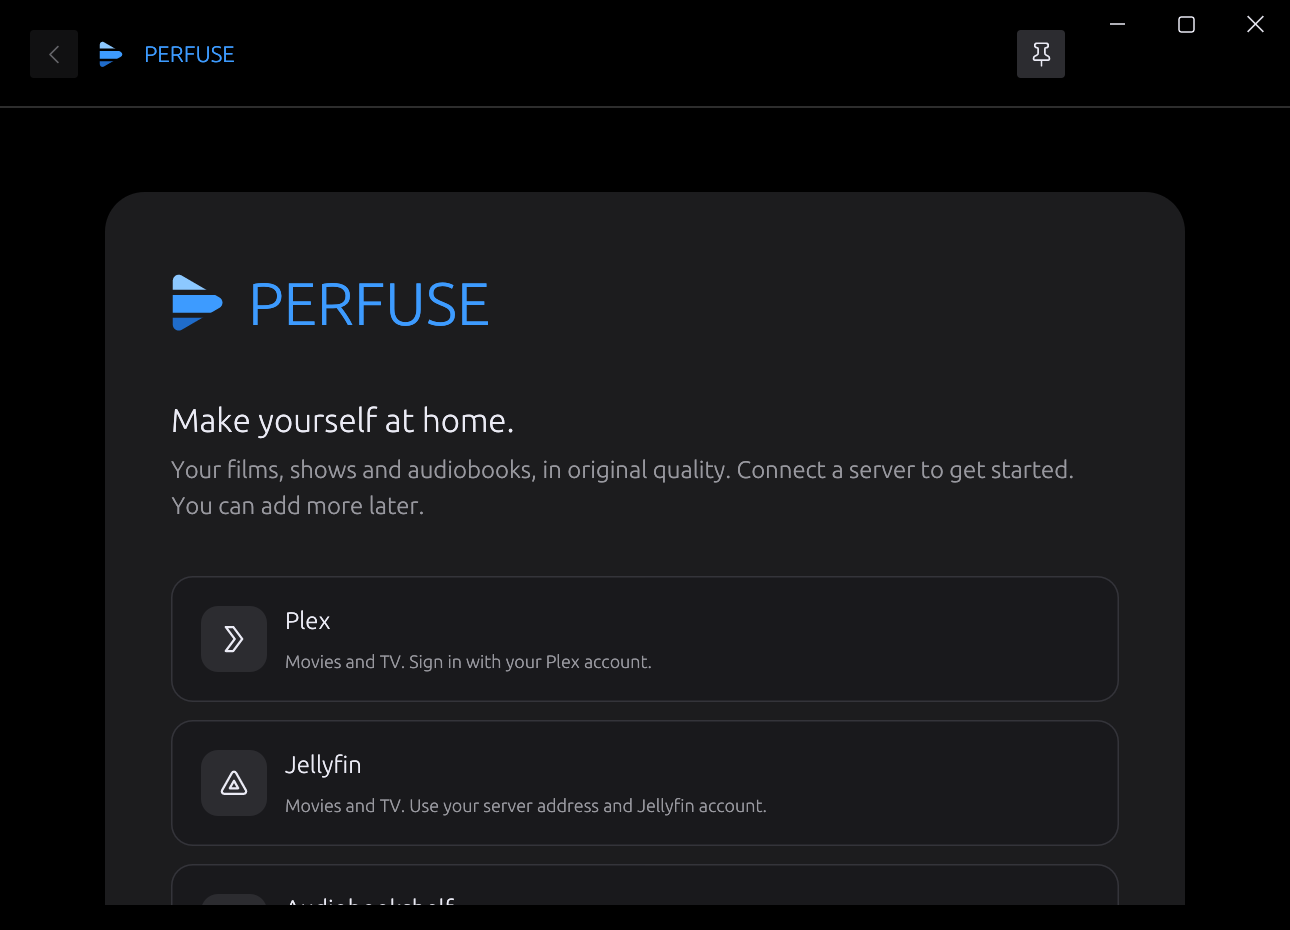 PERFUSE
PERFUSE
Make yourself at home.
Your films, shows and audiobooks, in original quality. Connect a server to get started.
You can add more later.
Plex
Movies and TV. Sign in with your Plex account.
Jellyfin
Movies and TV. Use your server address and Jellyfin account.
Audiobookshelf